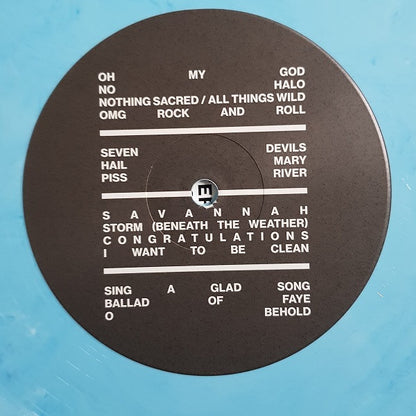 OH MY GOD
NO HALO
NOTHING SACRED / ALL THINGS WILD
OMG ROCK AND ROLL
SEVEN DEVILS
HAIL MARY
PISS RIVER
SAVANNAH
STORM (BENEATH THE WEATHER)
CONGRATULATIONS
I WANT TO BE CLEAN
SING A GLAD SONG
BALLAD OF FAYE
O BEHOLD